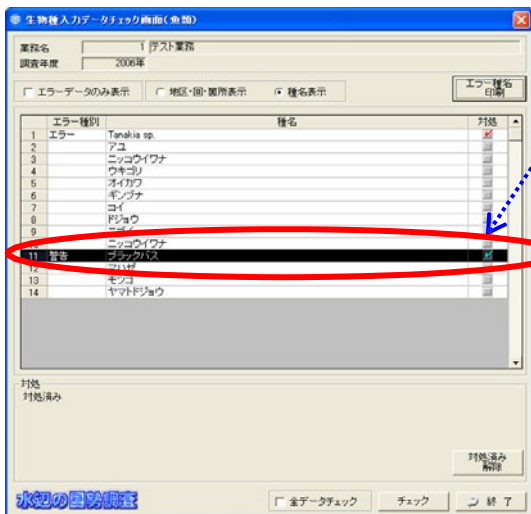 生物種入力データチェック画面(魚類)
業務名 1 テスト業務
調査年度 2006年
エラーデータのみ表示 地区・回・箇所表示 種名表示 エラー種名印刷
エラー種別 種名 対処
1 エラー Tanakia sp.
2 アユ
3 ニッコウイワナ
4 ウキゴリ
5 オイカワ
6 ギンブナ
7 コイ
8 ドジョウ
9
ニッコウイワナ
11 警告 ブラックバス
12 マハゼ
13 モツゴ
14 ヤマトドジョウ
対処
対処済み
対処済み解除
水辺の国勢調査 全データチェック チェック 終了